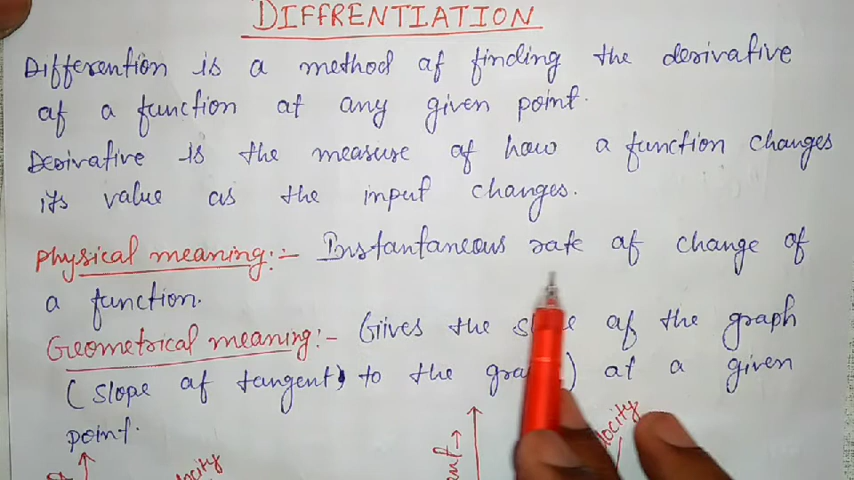 DIFFRENTIATION
Differention is a method of finding the derivative
of a function at any given point.
Derivative is the measure of how a function changes
its value as the input changes.
Physical meaning:- Instantaneous rate of change of
a function.
Geometrical meaning:- Giives the of the graph
(slope of tangent) to the at a given
point.